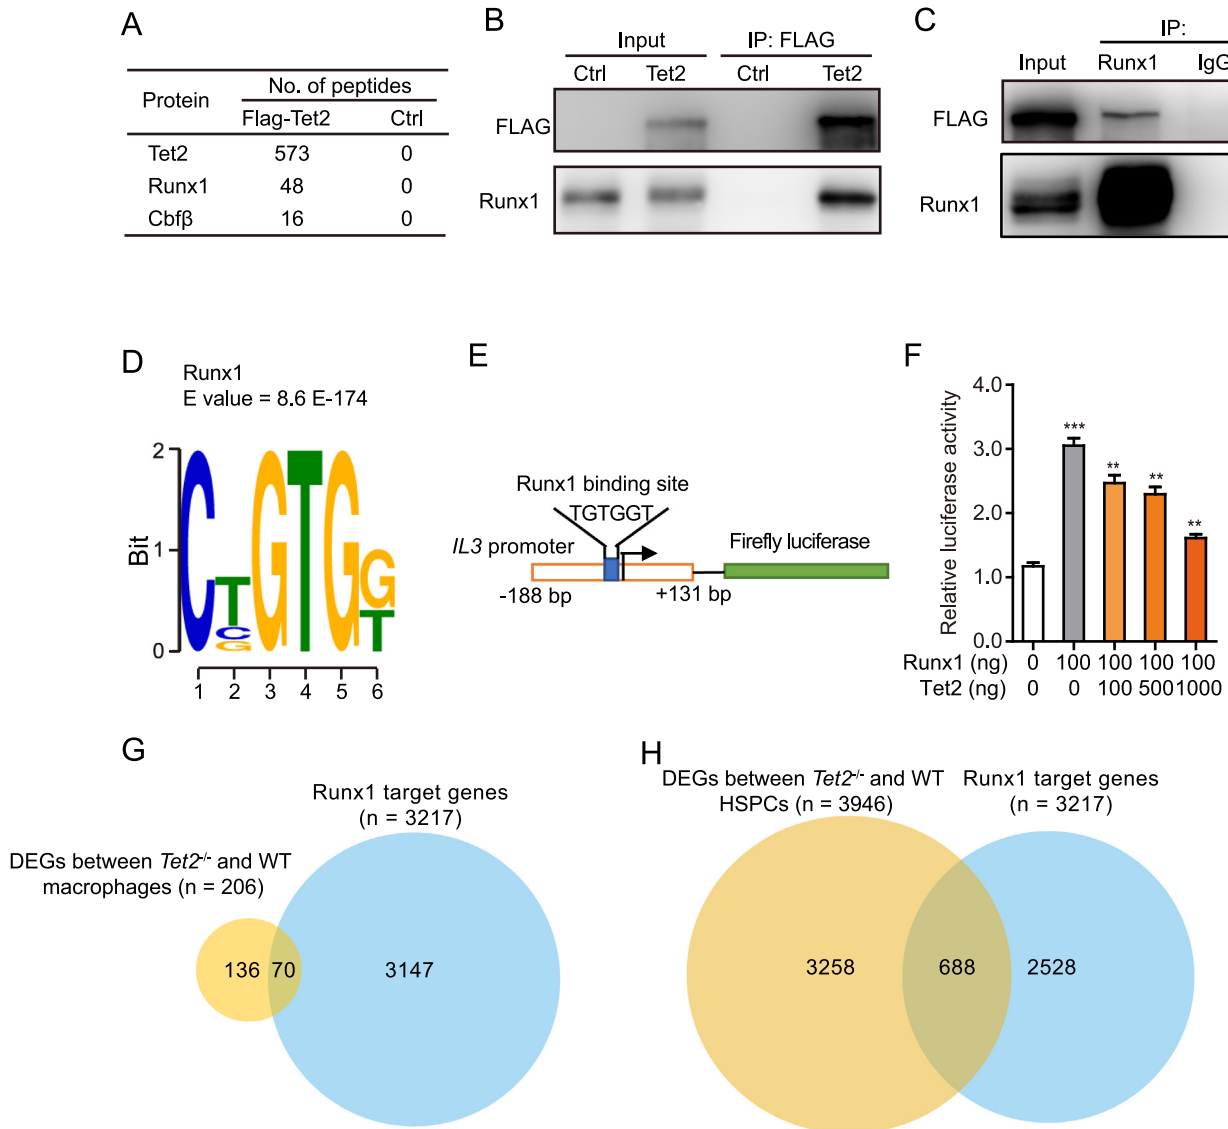 A
Protein
No. of peptides
Flag-Tet2 Ctrl
Tet2 573 0
Runx1 48 0
Cbfβ 16 0
B
Input IP: FLAG
Ctrl Tet2 Ctrl Tet2
FLAG
Runx1
C
IP:
Input Runx1 IgG
FLAG
Runx1
D
Runx1
E value = 8.6 E-174
Bit
2
1
0
C T C G G T G G T
1 2 3 4 5 6
E
Runx1 binding site
TGTGGT
IL3 promoter
Firefly luciferase
-188 bp
+131 bp
F
Relative luciferase activity
4.0
3.0
2.0
1.0
0.0
***
**
**
**
Runx1 (ng) 0 100 100 100 100
Tet2 (ng) 0 0 100 500 1000
G
Runx1 target genes
(n = 3217)
DEGs between Tet2-/- and WT
macrophages (n = 206)
136 70 3147
H
DEGs between Tet2-/- and WT
HSPCs (n = 3946)
Runx1 target genes
(n = 3217)
3258 688 2528